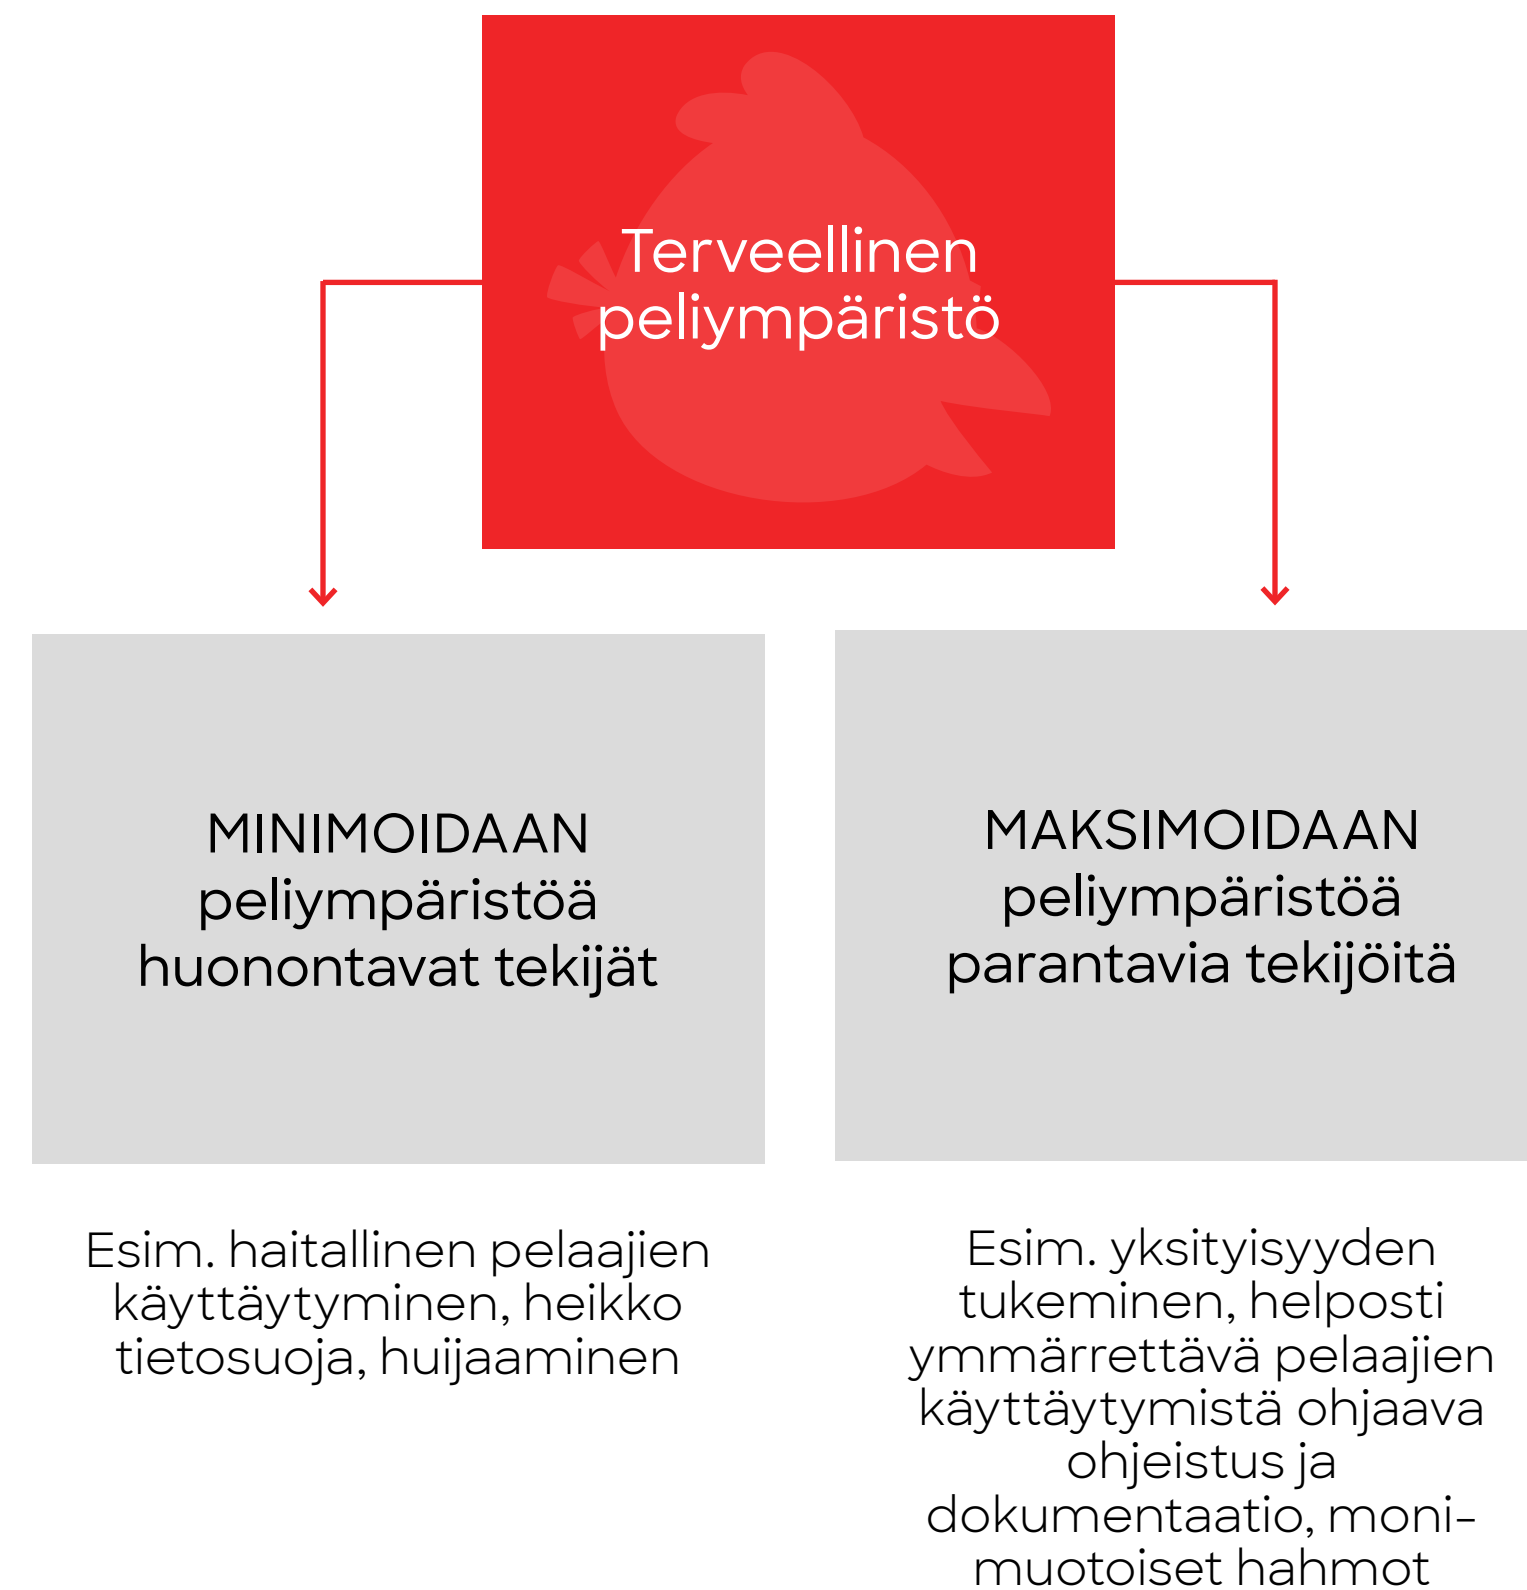 Terveellinen
peliympäristö
MINIMOIDAAN
peliympäristöä
huonontavat tekijät
Esim. haitallinen pelaajien
käyttäytyminen, heikko
tietosuoja, huijaaminen
MAKSIMOIDAAN
peliympäristöä
parantavia tekijöitä
Esim. yksityisyyden
tukeminen, helposti
ymmärrettävä pelaajien
käyttäytymistä ohjaava
ohjeistus ja
dokumentaatio, moni-
muotoiset hahmot